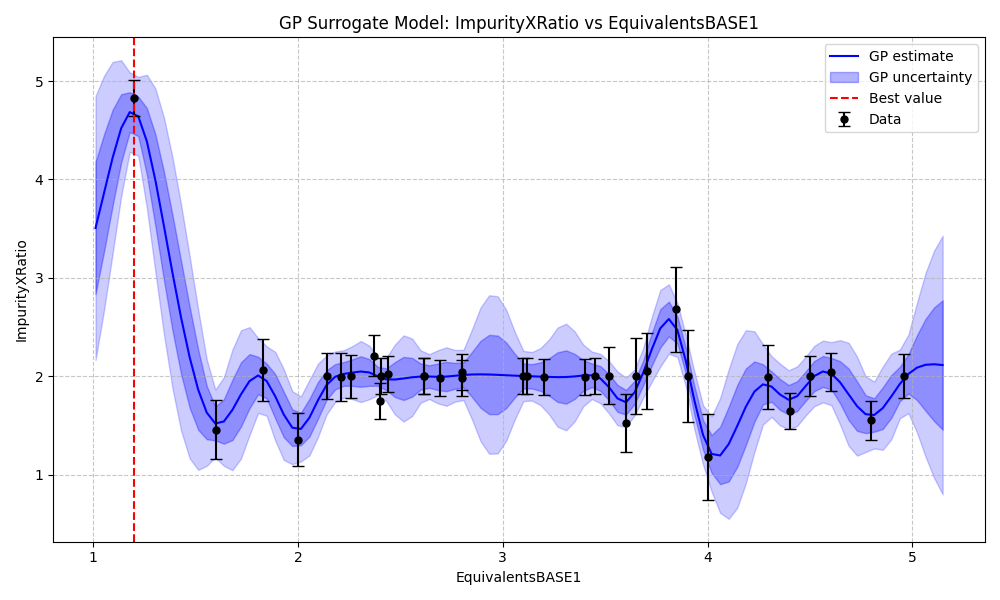 GP Surrogate Model: ImpurityXRatio vs EquivalentsBASE1
GP estimate
GP uncertainty
Best value
Data
ImpurityXRatio
5
4
3
2
1
1
2
3
4
5
EquivalentsBASE1